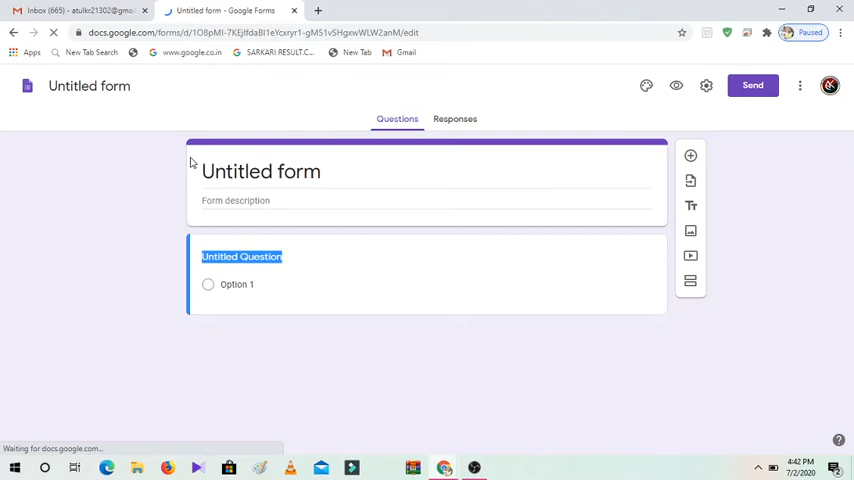 Inbox (665) - atulkr21302@gmai
Untitled form - Google Forms
docs.google.com/forms/d/1O8pMI-7KEjlfdaBl1eYcxryr1-gM51vSHgxwWLW2anM/edit
Paused
Apps
New Tab Search
www.google.co.in
SARKARI RESULT.C...
New Tab
Gmail
Untitled form
Send
Questions
Responses
Untitled form
Form description
Untitled Question
Option 1
Waiting for docs.google.com...
4:42 PM
7/2/2020